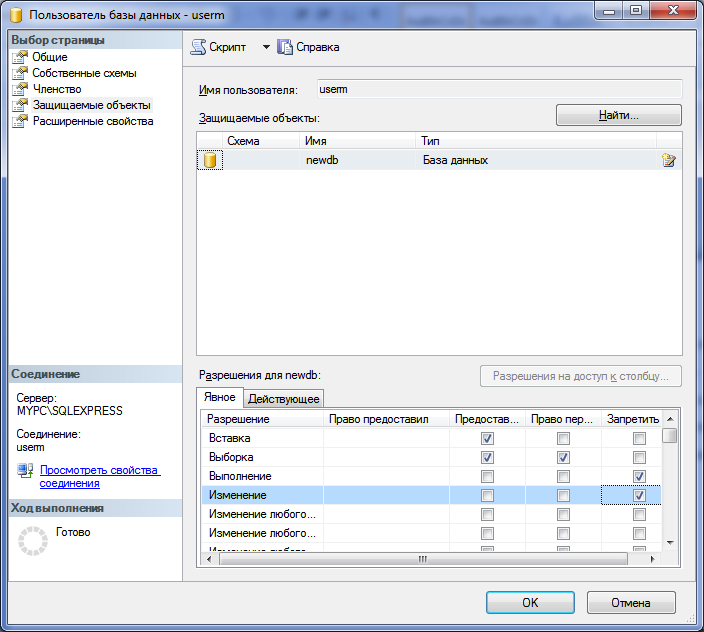 Пользователь базы данных - userm
Выбор страницы
Общие
Собственные схемы
Членство
Защищаемые объекты
Расширенные свойства
Скрипт
Справка
Имя пользователя: userm
Защищаемые объекты:
Найти...
Схема Имя Тип
newdb База данных
Соединение
Сервер:
MYPC\SQLEXPRESS
Соединение:
userm
Просмотреть свойства
соединения
Ход выполнения
Готово
Разрешения для newdb:
Разрешения на доступ к столбцу...
Явное Действующее
Разрешение Право предоставил Предостав... Право пер... Запретить
Вставка
Выборка
Выполнение
Изменение
Изменение любого...
Изменение любого...
Изменение любого
OK Отмена